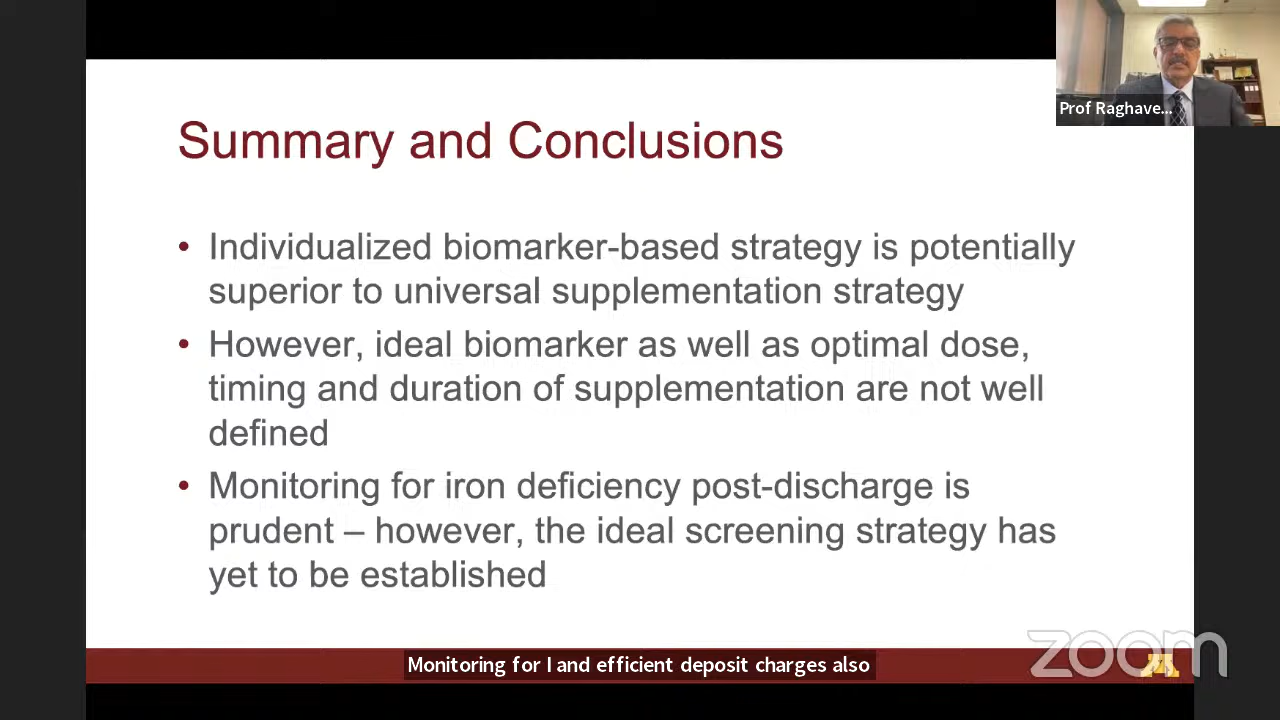 Prof Raghave...
Summary and Conclusions
• Individualized biomarker-based strategy is potentially
superior to universal supplementation strategy
• However, ideal biomarker as well as optimal dose,
timing and duration of supplementation are not well
defined
• Monitoring for iron deficiency post-discharge is
prudent – however, the ideal screening strategy has
yet to be established
Monitoring for I and efficient deposit charges also
zoom
M